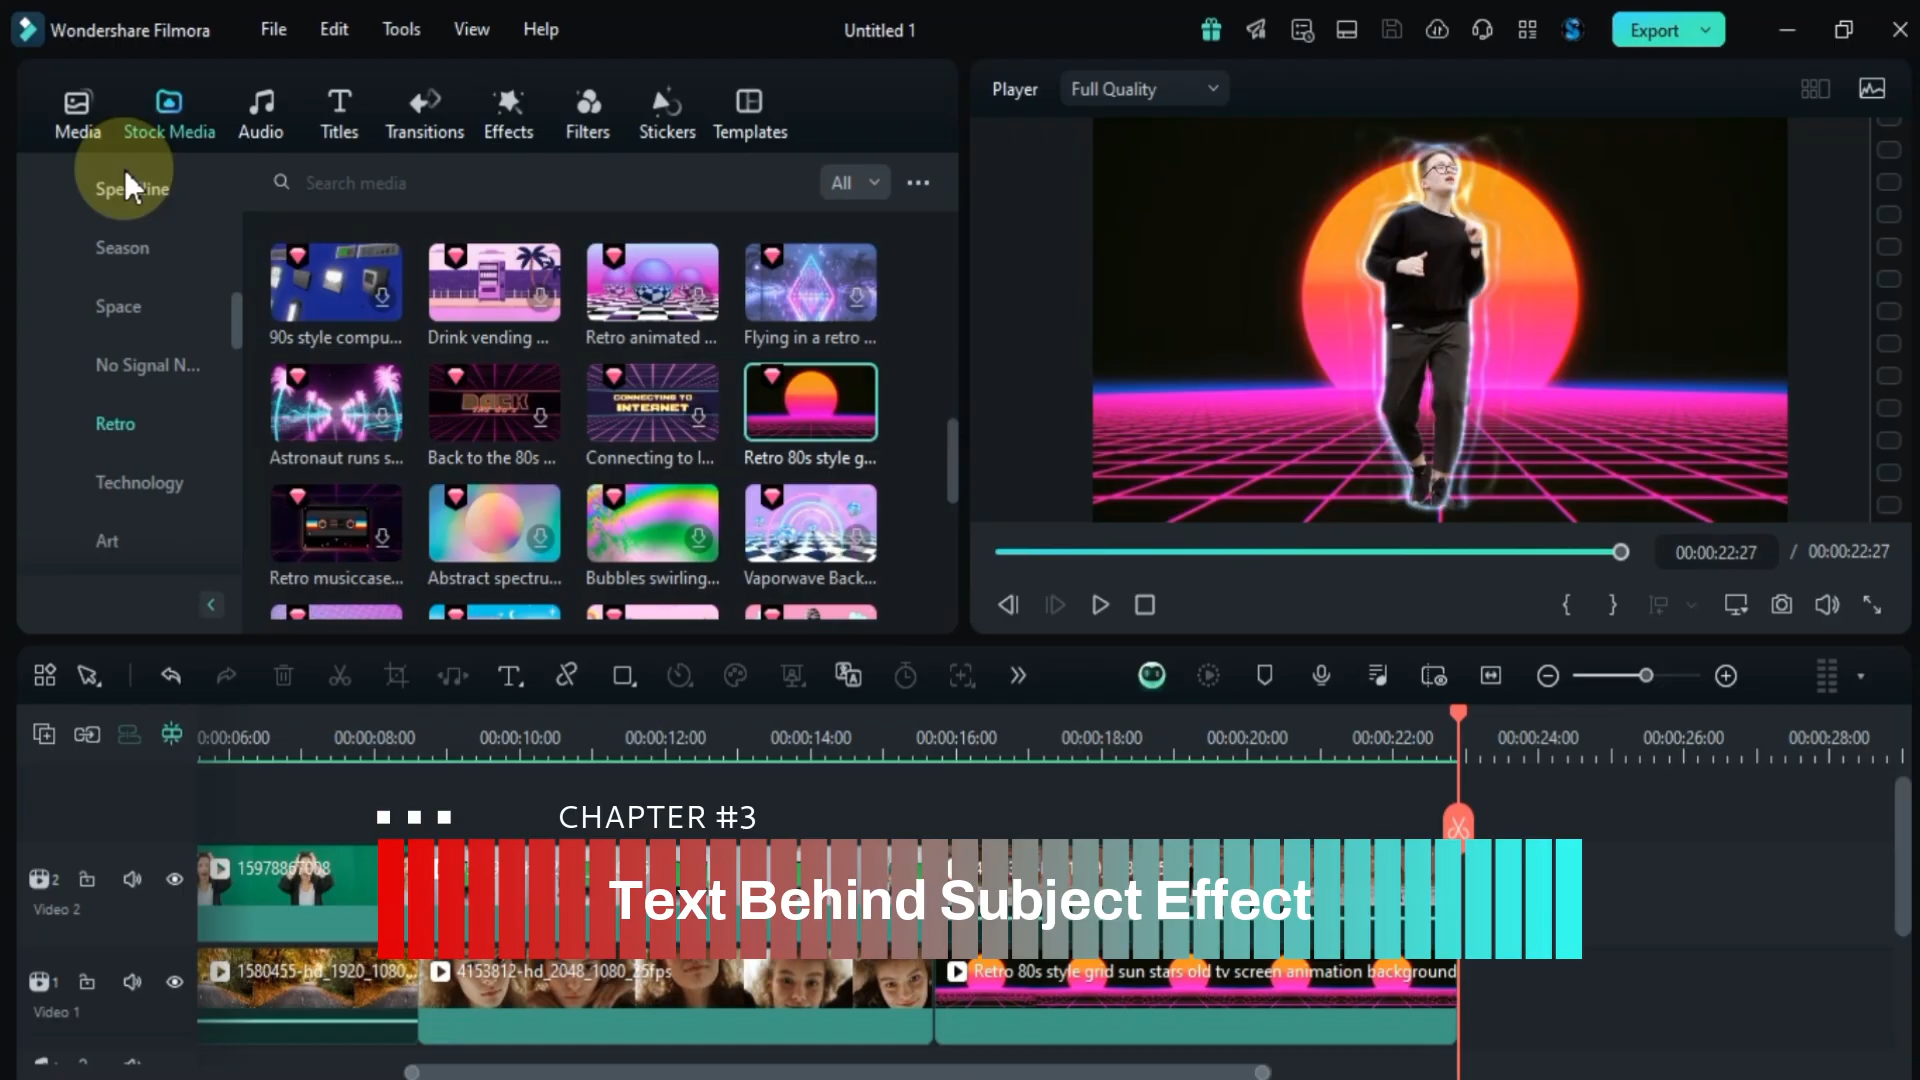 Wondershare Filmora
File
Edit
Tools
View
Help
Untitled 1
Export
Media
Stock Media
Audio
Titles
Transitions
Effects
Filters
Stickers
Templates
Player
Full Quality
Search media
All
Season
Space
No Signal N...
Retro
Technology
Art
90s style compu...
Drink vending ...
Retro animated ...
Flying in a retro ...
BACK
CONNECTING TO
INTERNET
Astronaut runs s...
Back to the 80s ...
Connecting to I...
Retro 80s style g...
Retro musiccase...
Abstract spectru...
Bubbles swirling...
Vaporwave Back...
00:00:22:27 / 00:00:22:27
0:00:06:00
00:00:08:00
00:00:10:00
00:00:12:00
00:00:14:00
00:00:16:00
00:00:18:00
00:00:20:00
00:00:22:00
00:00:24:00
00:00:26:00
00:00:28:00
CHAPTER #3
Text Behind Subject Effect
2
Video 2
1
Video 1
1580455-hd_1920_1080...
4153812-hd_2048_1080_25fps
Retro 80s style grid sun stars old tv screen animation background